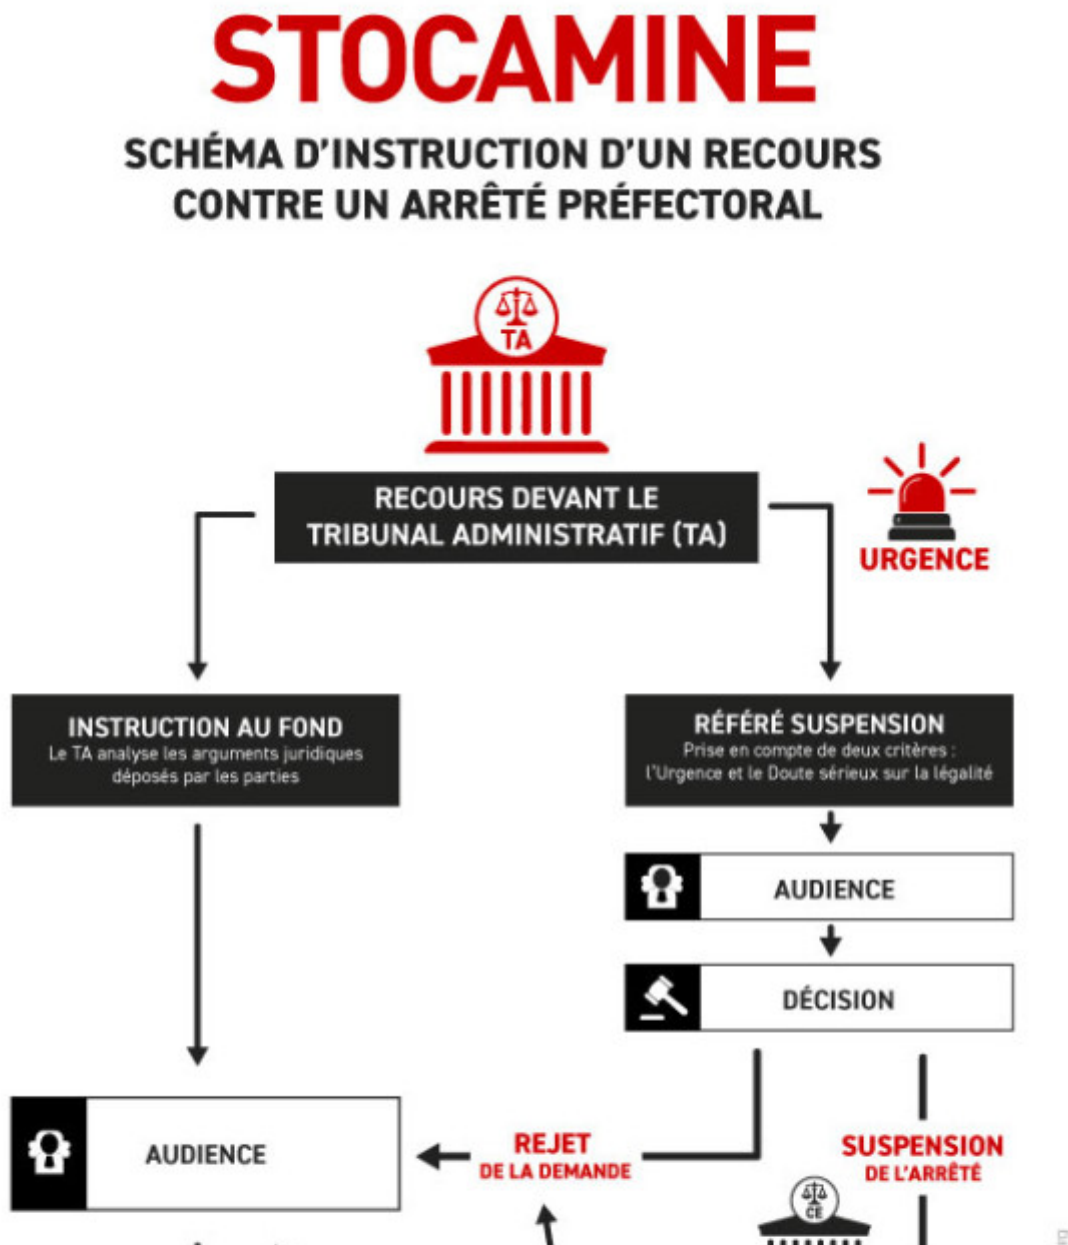 STOCAMINE
SCHÉMA D'INSTRUCTION D'UN RECOURS
CONTRE UN ARRÊTÉ PRÉFECTORAL
TA
RECOURS DEVANT LE
TRIBUNAL ADMINISTRATIF (TA)
URGENCE
INSTRUCTION AU FOND
Le TA analyse les arguments juridiques
déposés par les parties
RÉFÉRÉ SUSPENSION
Prise en compte de deux critères :
l'Urgence et le Doute sérieux sur la légalité
AUDIENCE
DÉCISION
AUDIENCE
REJET
DE LA DEMANDE
SUSPENSION
DE L'ARRÊTÉ
CE